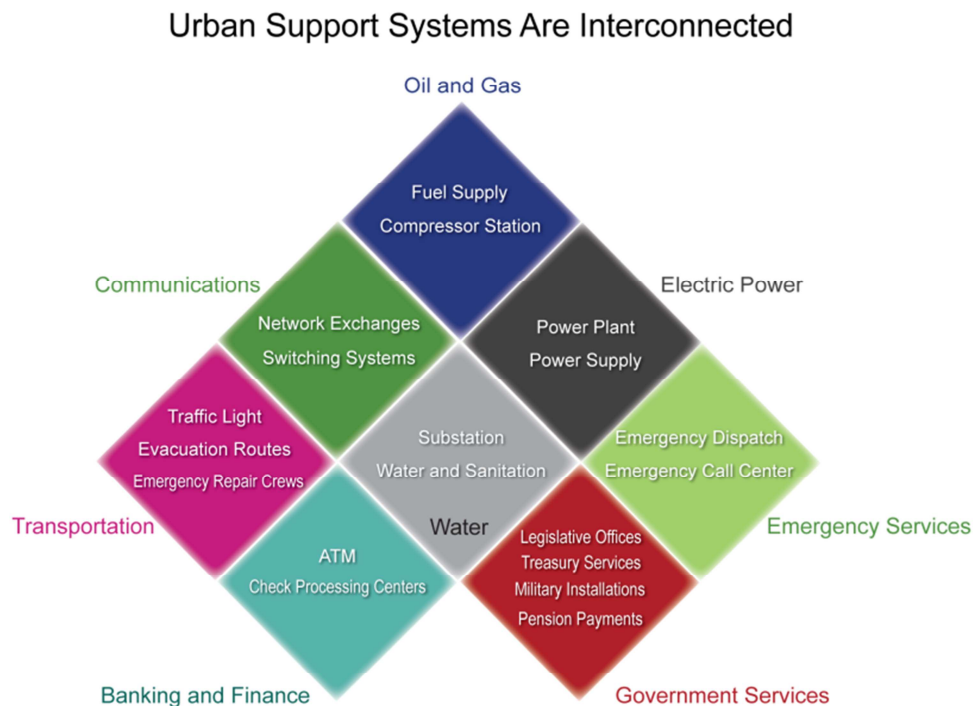 Urban Support Systems Are Interconnected
Oil and Gas
Fuel Supply
Compressor Station
Communications
Network Exchanges
Switching Systems
Electric Power
Power Plant
Power Supply
Traffic Light
Evacuation Routes
Emergency Repair Crews
Transportation
Substation
Water and Sanitation
Water
Emergency Dispatch
Emergency Call Center
Emergency Services
ATM
Check Processing Centers
Banking and Finance
Legislative Offices
Treasury Services
Military Installations
Pension Payments
Government Services